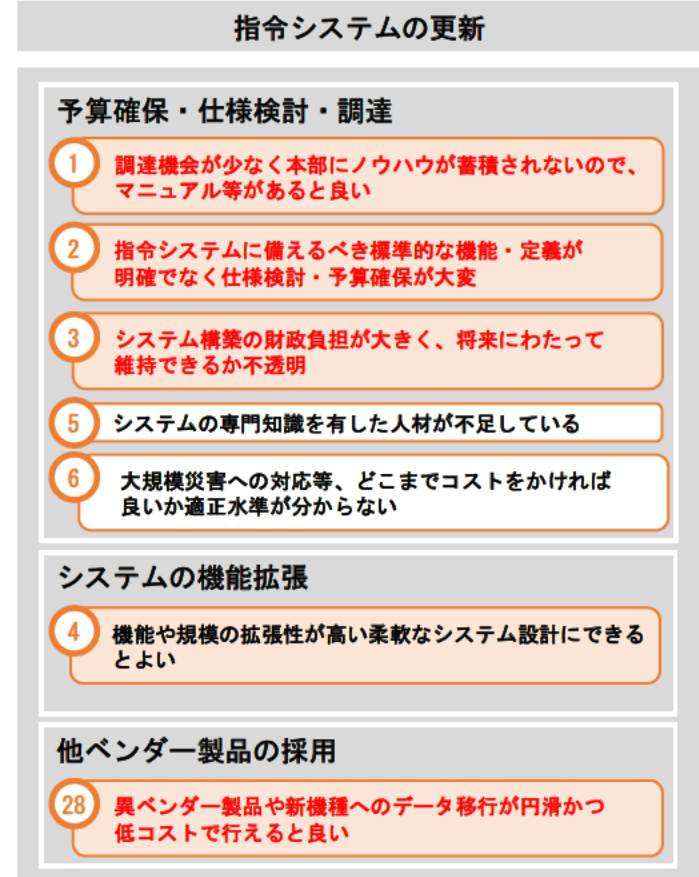 指令システムの更新
予算確保・仕様検討・調達
1
調達機会が少なく本部にノウハウが蓄積されないので、
マニュアル等があると良い
2
指令システムに備えるべき標準的な機能・定義が
明確でなく仕様検討・予算確保が大変
3
システム構築の財政負担が大きく、将来にわたって
維持できるか不透明
5
システムの専門知識を有した人材が不足している
6
大規模災害への対応等、どこまでコストをかければ
良いか適正水準が分からない
システムの機能拡張
4
機能や規模の拡張性が高い柔軟なシステム設計にできる
とよい
他ベンダー製品の採用
28
異ベンダー製品や新機種へのデータ移行が円滑かつ
低コストで行えると良い